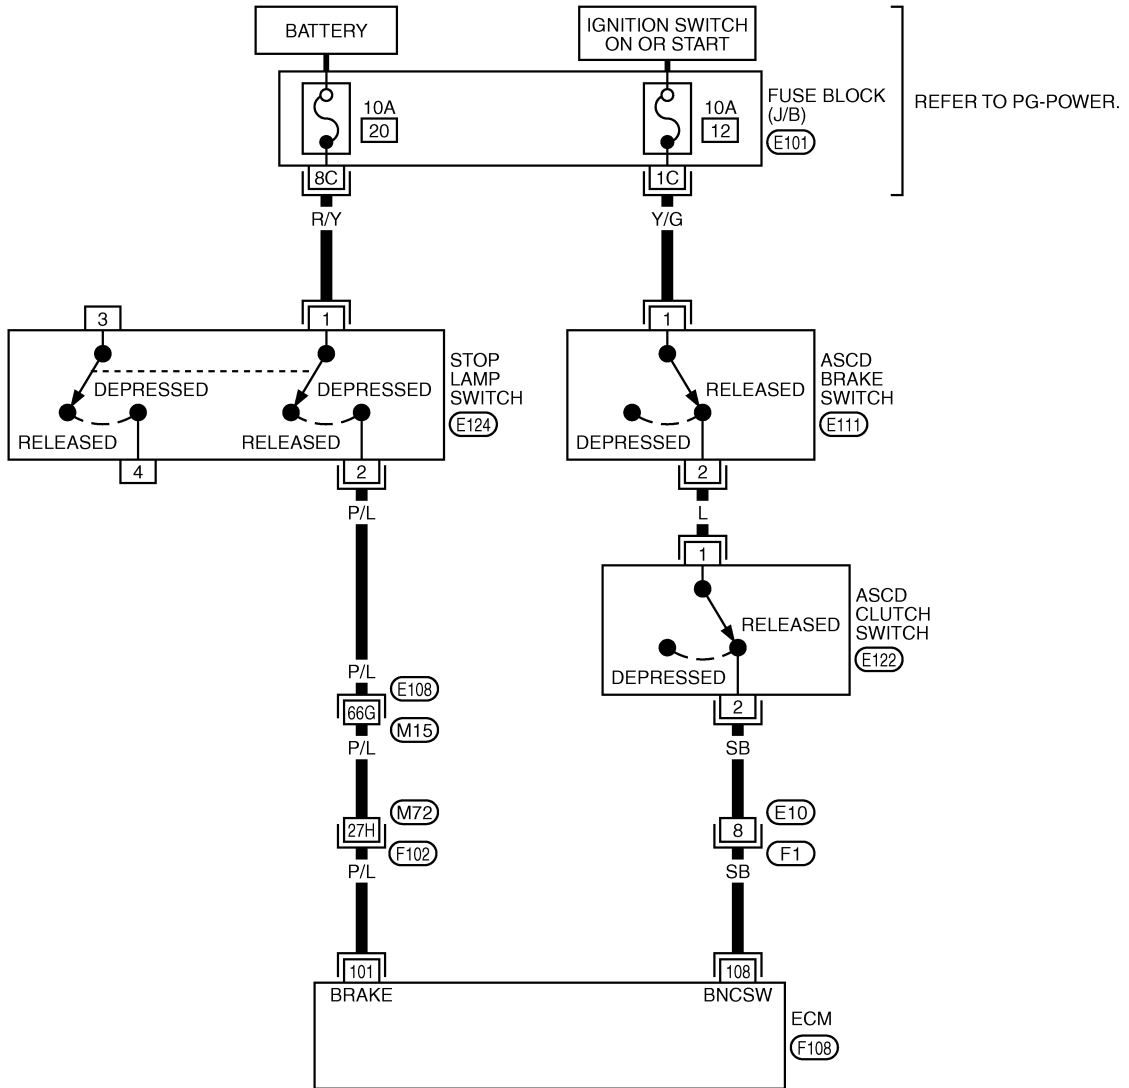 BATTERY
IGNITION SWITCH
ON OR START
10A
20
10A
12
FUSE BLOCK
(J/B)
E101
REFER TO PG-POWER.
8C
1C
R/Y
Y/G
3
1
1
DEPRESSED
DEPRESSED
RELEASED
RELEASED
STOP
LAMP
SWITCH
E124
RELEASED
DEPRESSED
ASCD
BRAKE
SWITCH
E111
4
2
2
P/L
L
1
RELEASED
DEPRESSED
ASCD
CLUTCH
SWITCH
E122
P/L
E108
66G
M15
P/L
2
SB
M72
27H
F102
P/L
E10
8
F1
SB
101
108
BRAKE
BNCSW
ECM
F108